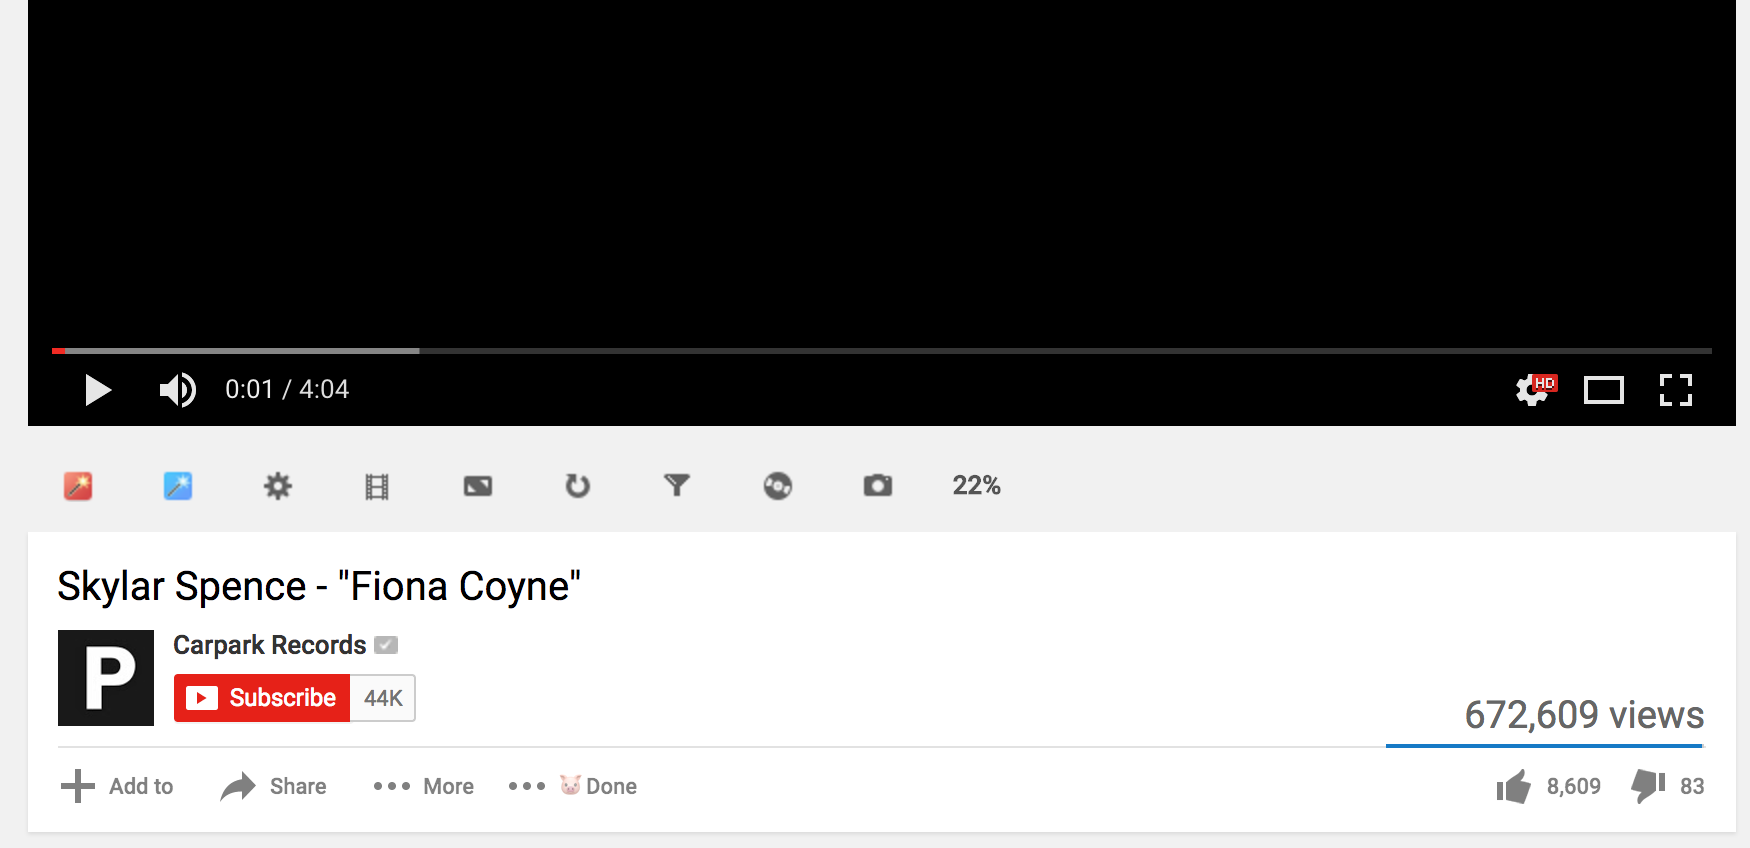 0:01 / 4:04
HD
22%
Skylar Spence - "Fiona Coyne"
P
Carpark Records
Subscribe 44K
672,609 views
Add to Share More Done 8,609 83